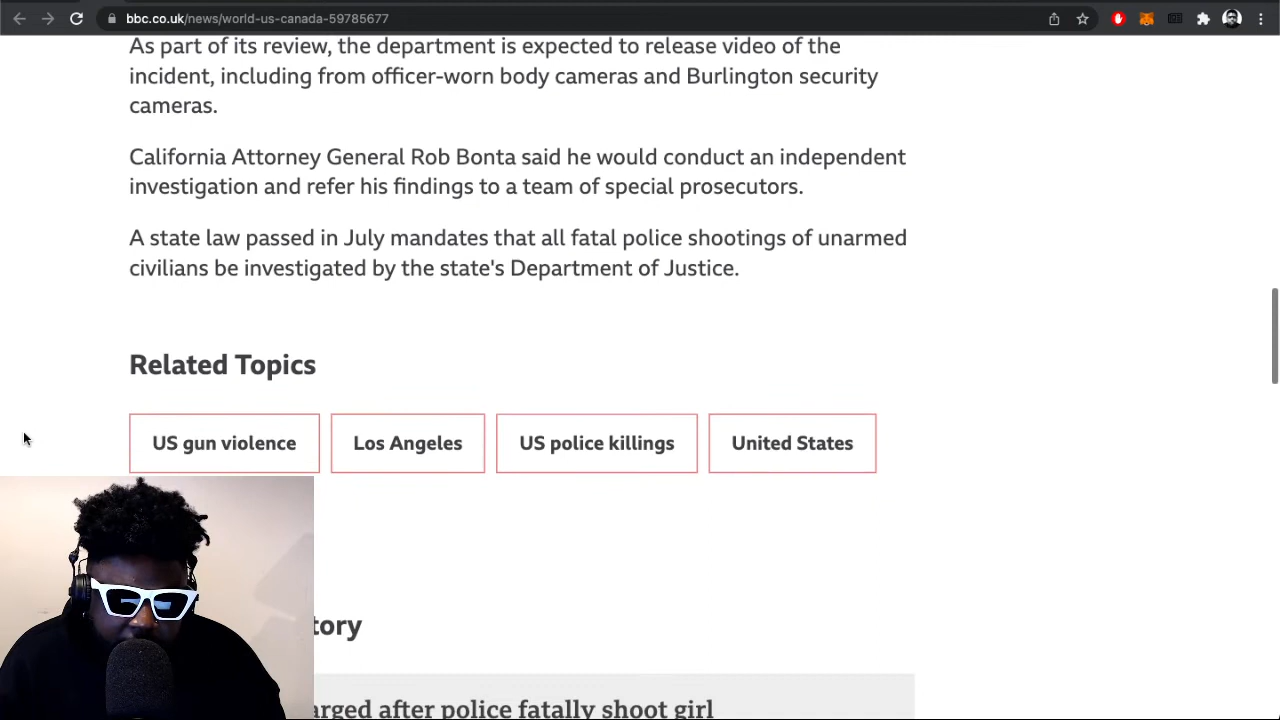 bbc.co.uk/news/world-us-canada-59785677
As part of its review, the department is expected to release video of the
incident, including from officer-worn body cameras and Burlington security
cameras.
California Attorney General Rob Bonta said he would conduct an independent
investigation and refer his findings to a team of special prosecutors.
A state law passed in July mandates that all fatal police shootings of unarmed
civilians be investigated by the state's Department of Justice.
Related Topics
US gun violence
Los Angeles
US police killings
United States
tory
arged after police fatally shoot girl